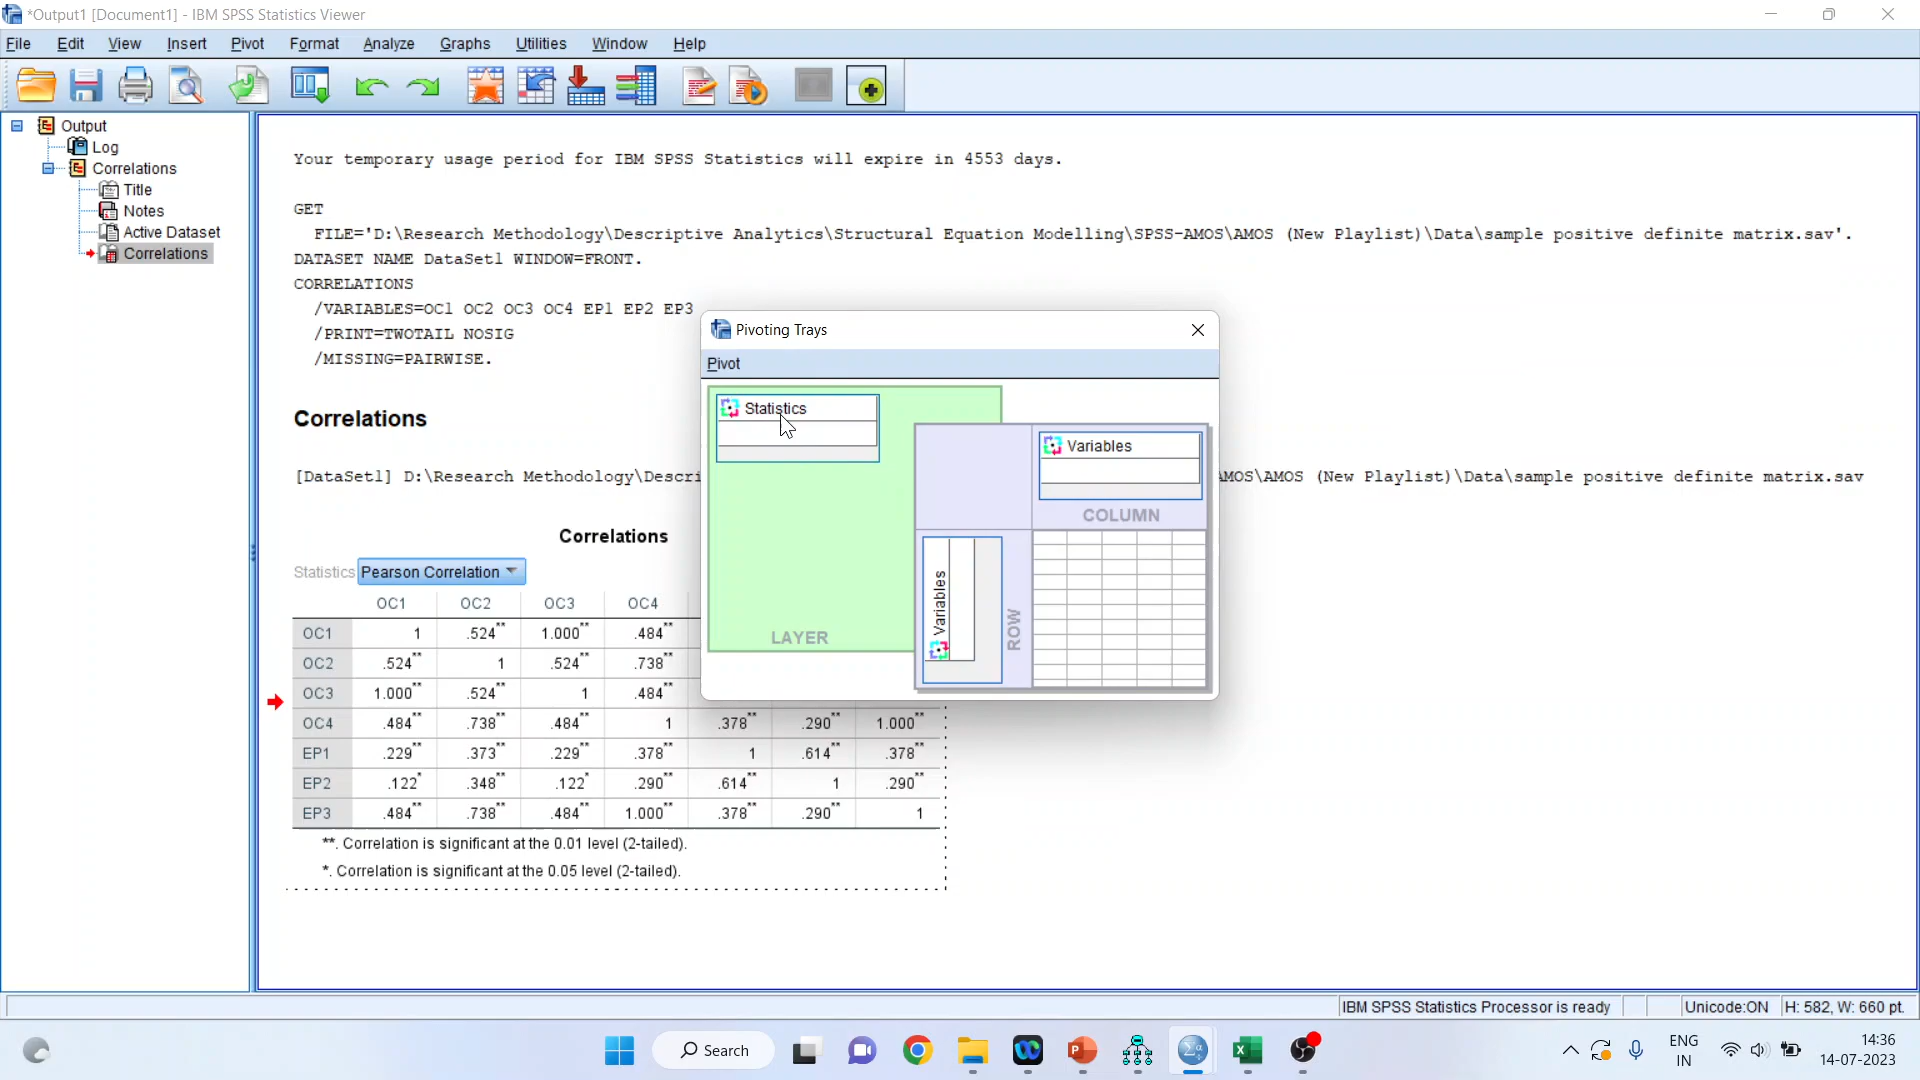 *Output1 [Document1] - IBM SPSS Statistics Viewer
File Edit View Insert Pivot Format Analyze Graphs Utilities Window Help
Output
Log
Correlations
Title
Notes
Active Dataset
Correlations
Your temporary usage period for IBM SPSS Statistics will expire in 4553 days.
GET
FILE='D:\Research Methodology\Descriptive Analytics\Structural Equation Modelling\SPSS-AMOS\AMOS (New Playlist)\Data\sample positive definite matrix.sav'.
DATASET NAME DataSet1 WINDOW=FRONT.
CORRELATIONS
/VARIABLES=OC1 OC2 OC3 OC4 EP1 EP2 EP3
/PRINT=TWOTAIL NOSIG
/MISSING=PAIRWISE.
Correlations
[DataSet1] D:\Research Methodology\Descri AMOS\AMOS (New Playlist)\Data\sample positive definite matrix.sav
Pivoting Trays
Pivot
Statistics
Variables
COLUMN
Variables
ROW
LAYER
Correlations
Statistics Pearson Correlation
OC1 OC2 OC3 OC4
OC1 1 .524** 1.000** .484**
OC2 .524** 1 .524** .738**
OC3 1.000** .524** 1 .484**
OC4 .484** .738** .484** 1 .378** .290** 1.000**
EP1 .229** .373** .229** .378** 1 .614** .378**
EP2 .122* .348** .122* .290** .614** 1 .290**
EP3 .484** .738** .484** 1.000** .378** .290** 1
**. Correlation is significant at the 0.01 level (2-tailed).
*. Correlation is significant at the 0.05 level (2-tailed).
IBM SPSS Statistics Processor is ready Unicode:ON H: 582, W: 660 pt.
Search
ENG
IN
14:36
14-07-2023